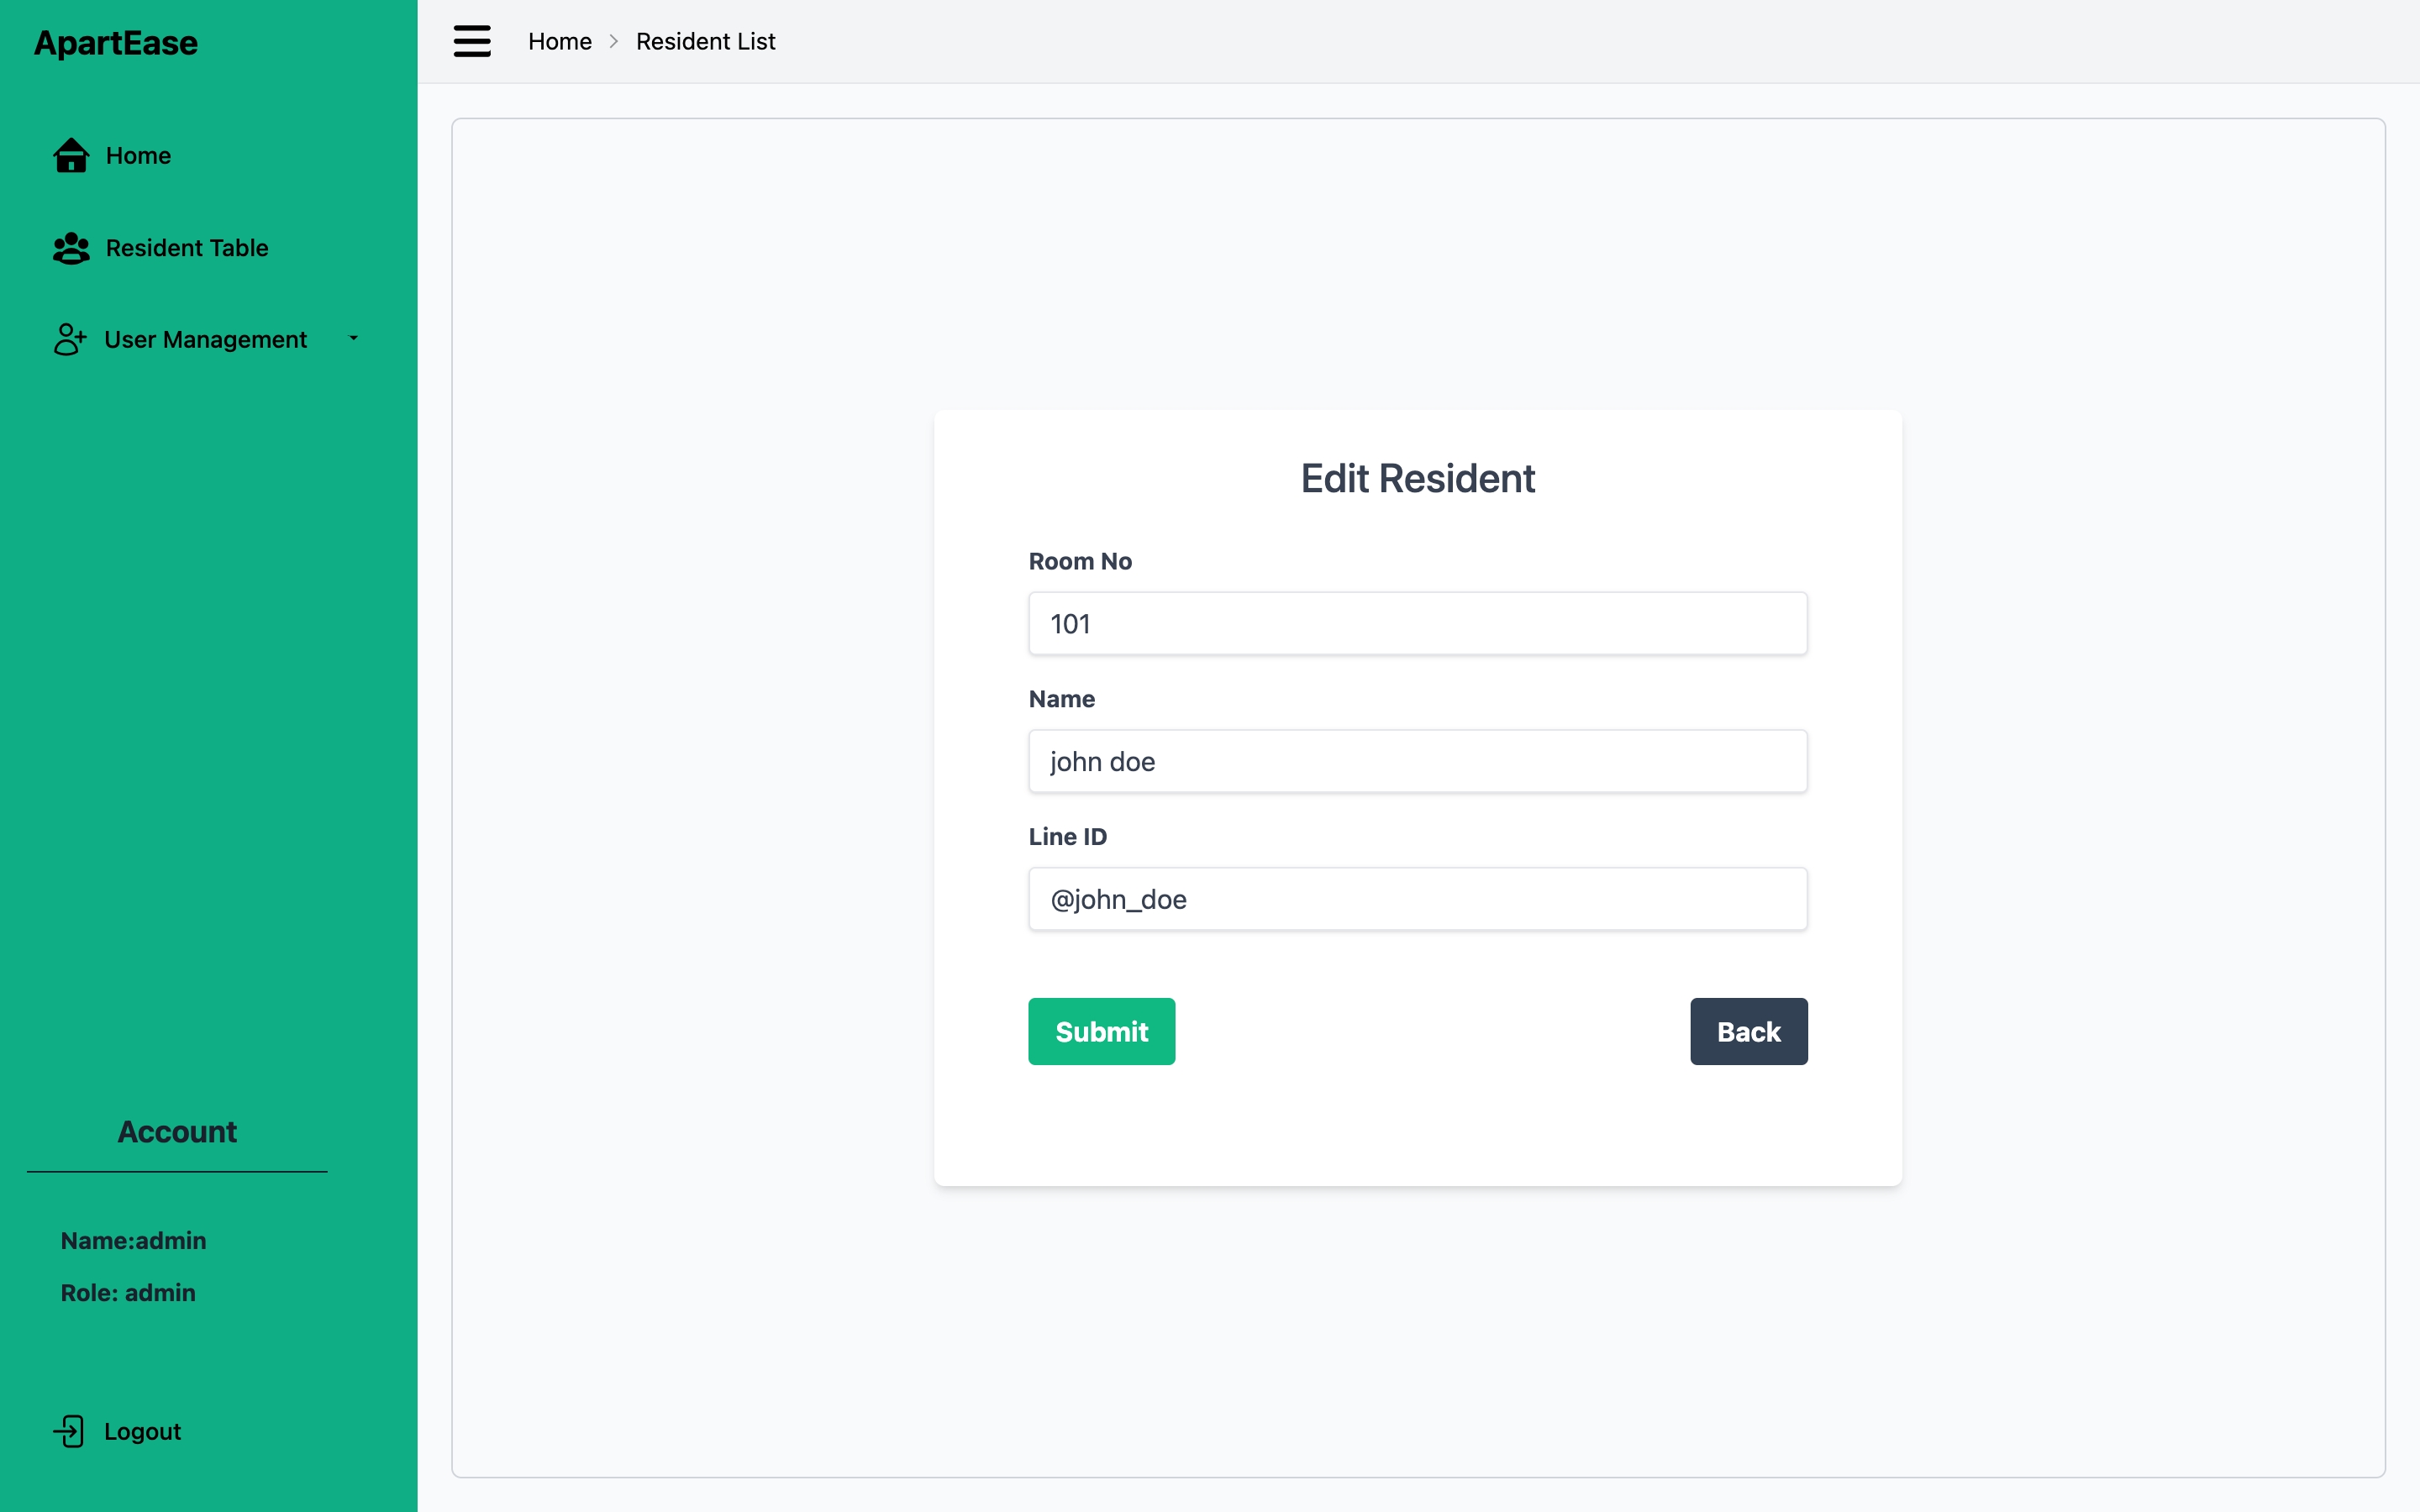 ApartEase
Home
Resident Table
User Management
Account
Name:admin
Role: admin
Logout
Home > Resident List
Edit Resident
Room No
101
Name
john doe
Line ID
@john_doe
Submit
Back